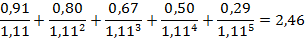 0,91/1,11 + 0,80/1,11² + 0,67/1,11³ + 0,50/1,11⁴ + 0,29/1,11⁵ = 2,46